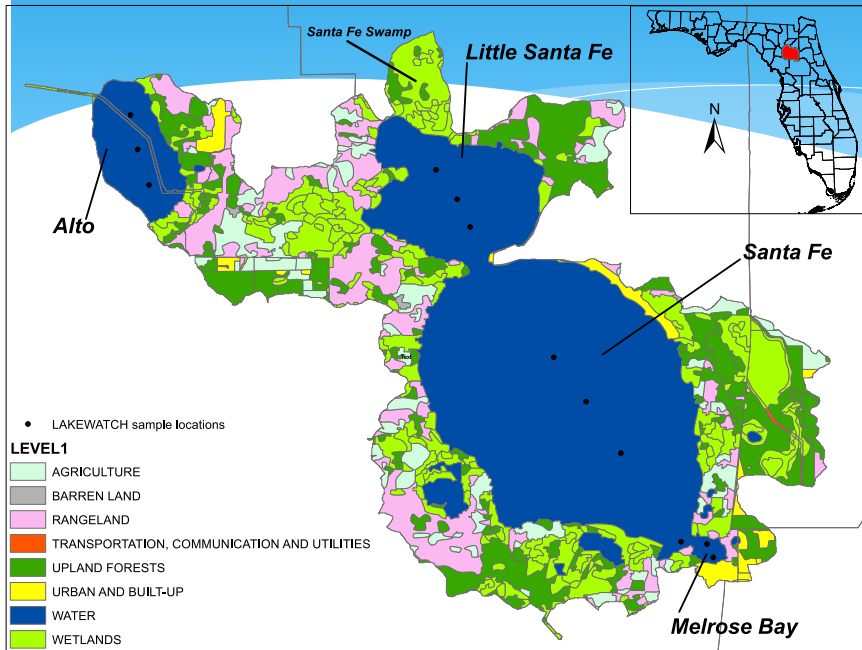 Santa Fe Swamp
Little Santa Fe
N
Alto
Santa Fe
Text
LAKEWATCH sample locations
LEVEL1
AGRICULTURE
BARREN LAND
RANGELAND
TRANSPORTATION, COMMUNICATION AND UTILITIES
UPLAND FORESTS
URBAN AND BUILT-UP
WATER
WETLANDS
Melrose Bay